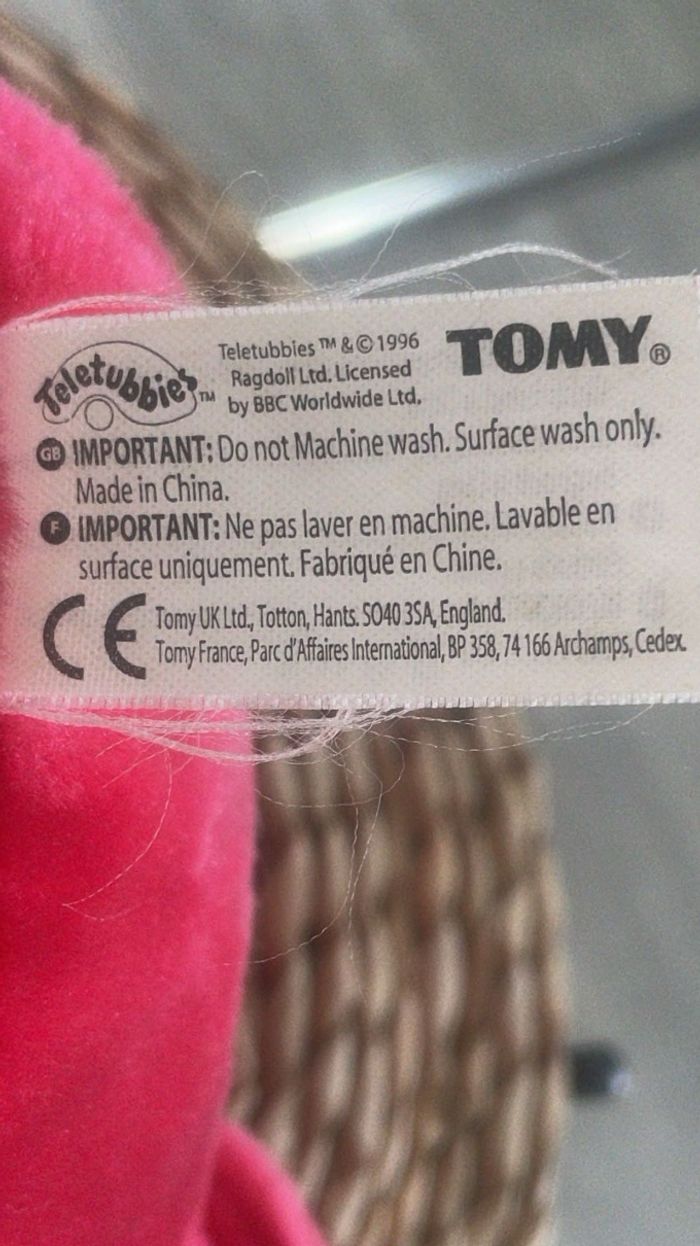 Teletubbies™
Teletubbies ™ & © 1996
Ragdoll Ltd. Licensed
by BBC Worldwide Ltd.
TOMY®
GB IMPORTANT: Do not Machine wash. Surface wash only.
Made in China.
F IMPORTANT: Ne pas laver en machine. Lavable en
surface uniquement. Fabriqué en Chine.
CE
Tomy UK Ltd., Totton, Hants. SO40 3SA, England.
Tomy France, Parc d'Affaires International, BP 358, 74 166 Archamps, Cedex.